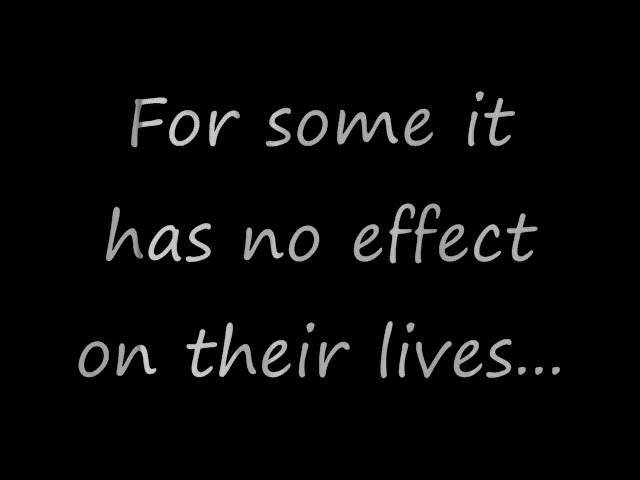 For some it
has no effect
on their lives...